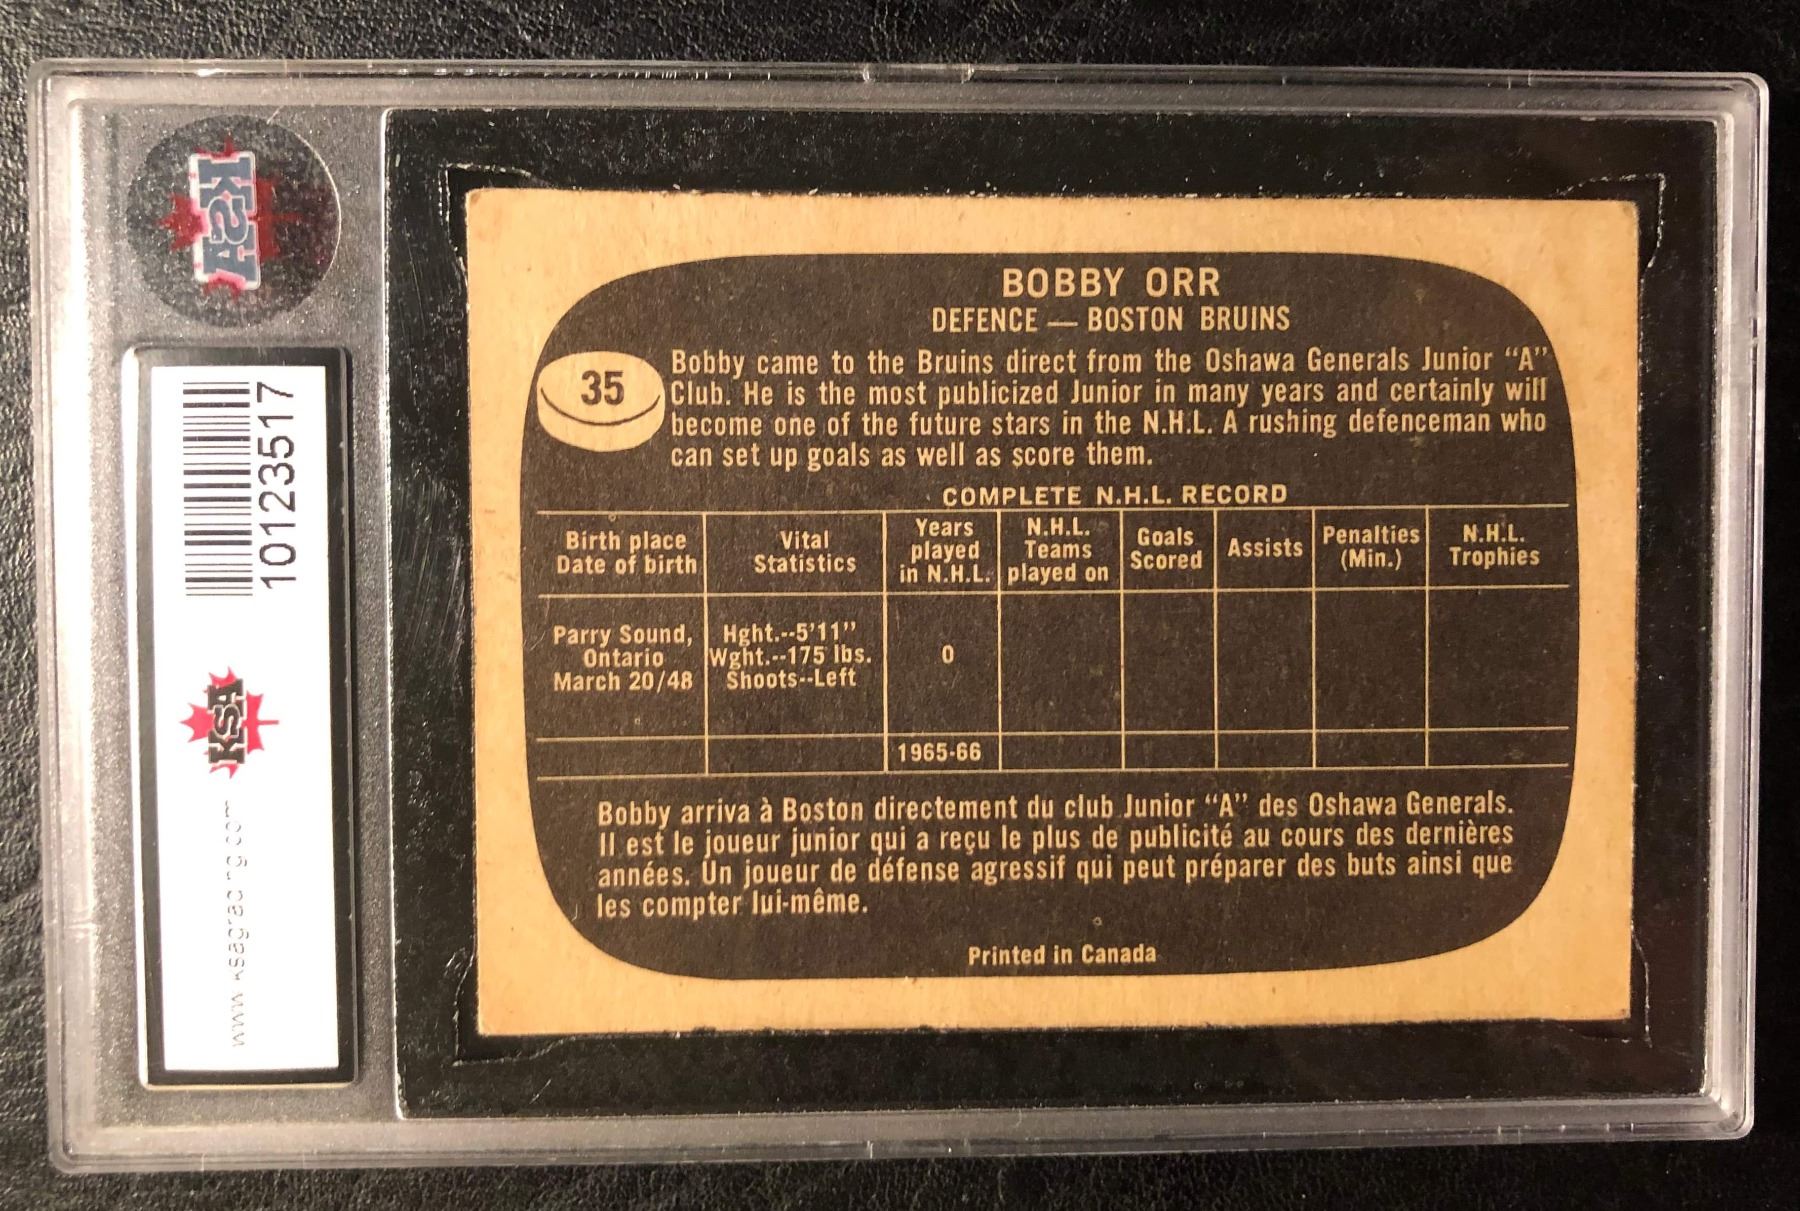 KSA
10123517
KSA
www.ksagrading.com
BOBBY ORR
DEFENCE — BOSTON BRUINS
35
Bobby came to the Bruins direct from the Oshawa Generals Junior “A”
Club. He is the most publicized Junior in many years and certainly will
become one of the future stars in the N.H.L. A rushing defenceman who
can set up goals as well as score them.
COMPLETE N.H.L. RECORD
Birth place
Date of birth
Vital
Statistics
Years
played
in N.H.L.
N.H.L.
Teams
played on
Goals
Scored
Assists
Penalties
(Min.)
N.H.L.
Trophies
Parry Sound,
Ontario
March 20/48
Hght.--5'11”
Wght.--175 lbs.
Shoots--Left
0
1965-66
Bobby arriva à Boston directement du club Junior “A” des Oshawa Generals.
Il est le joueur junior qui a reçu le plus de publicité au cours des dernières
années. Un joueur de défense agressif qui peut préparer des buts ainsi que
les compter lui-même.
Printed in Canada